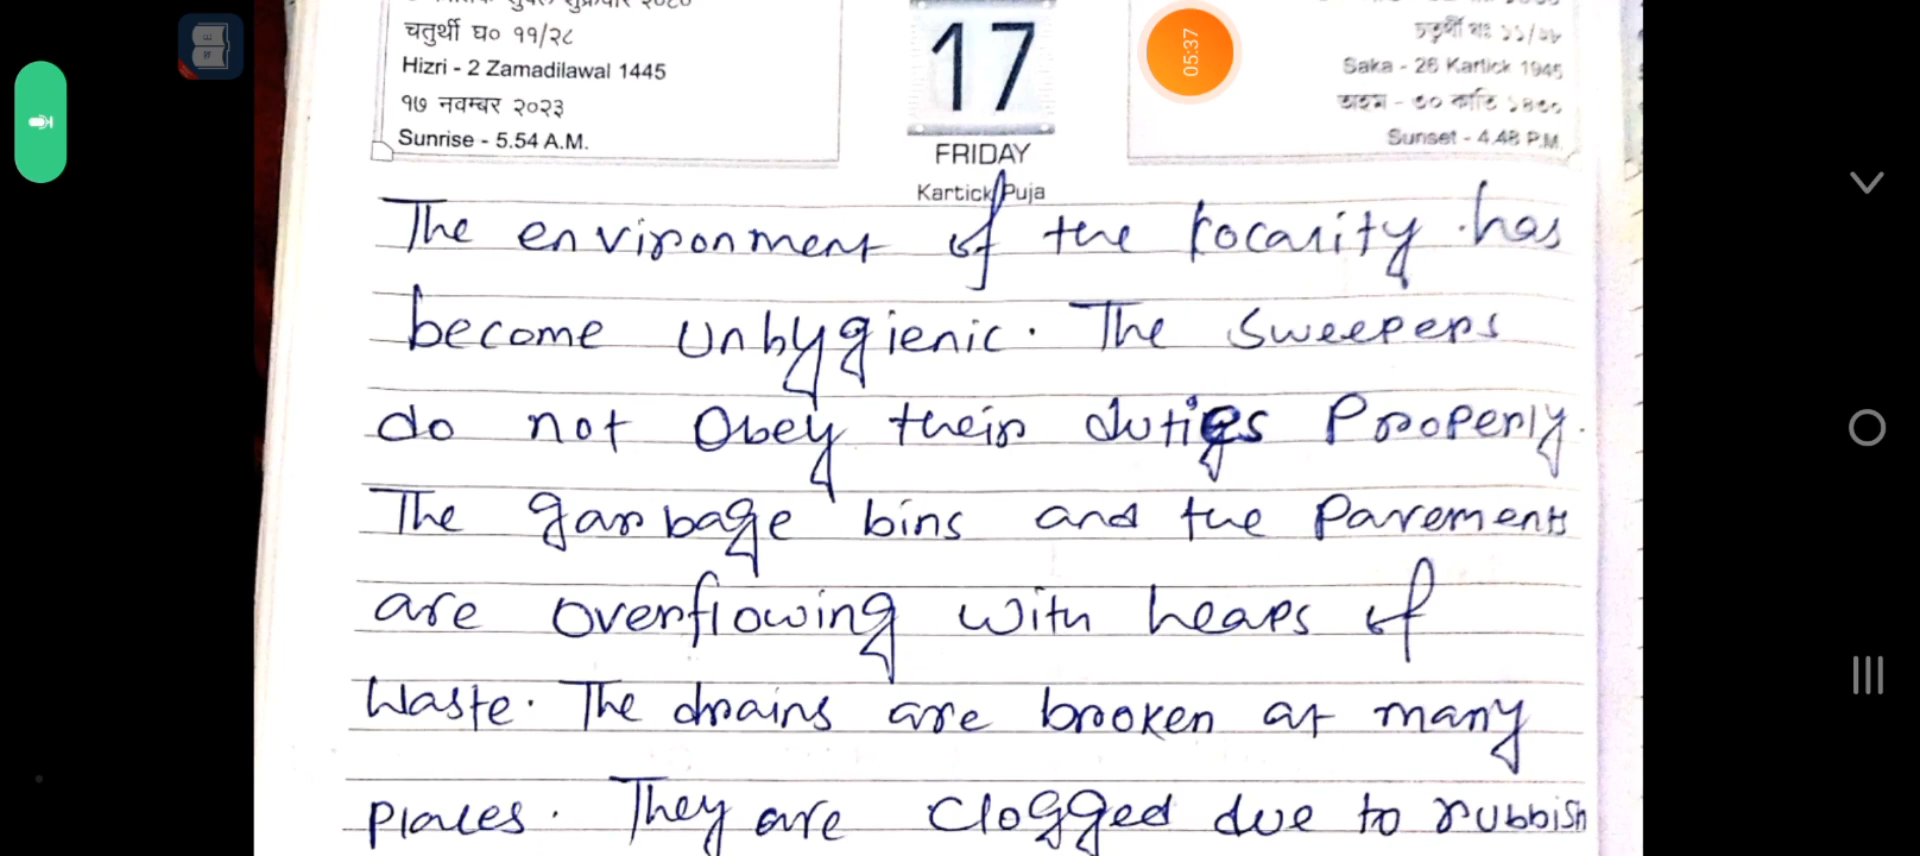 चतुर्थी घ० ११/२८
Hizri - 2 Zamadilawal 1445
१७ नवम्बर २०२३
Sunrise - 5.54 A.M.
17
FRIDAY
Kartick Puja
05:37
Saka - 26 Kartick 1945
Sunset - 4.48 P.M.
The environment of the locality has
become unhygienic. The sweepers
do not obey their duties properly.
The garbage bins and the pavements
are overflowing with heaps of
waste. The drains are broken at many
places. They are clogged due to rubbish